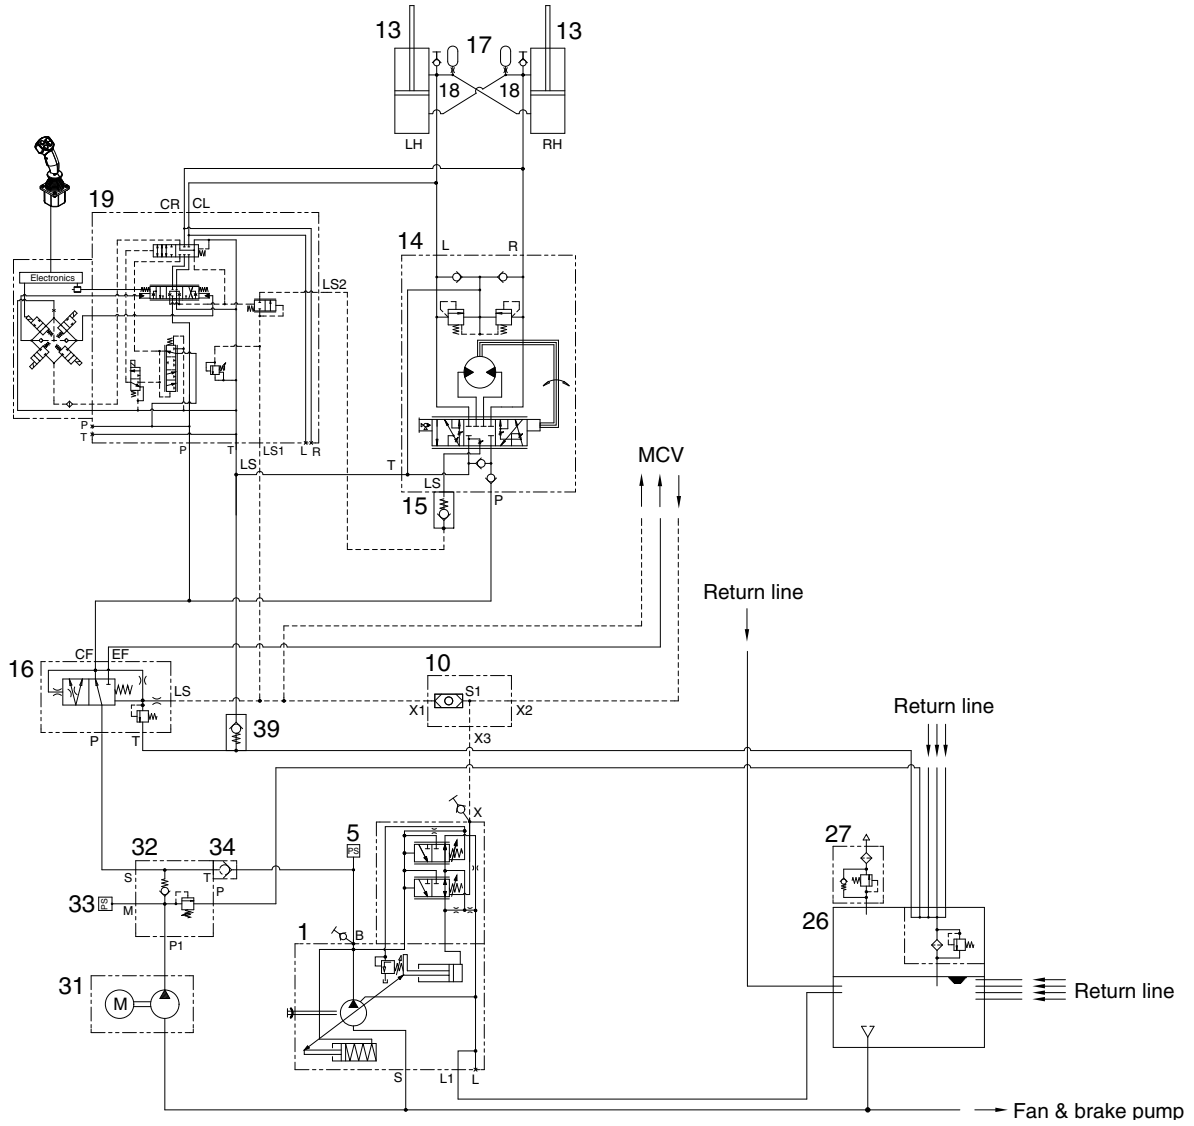 13
17
13
18
18
LH
RH
19
CR
CL
14
L
R
Electronics
LS2
P
T
P
T
LS1
L
R
LS
T
LS
P
15
MCV
Return line
16
CF
EF
LS
10
S1
X1
X2
X3
39
P
T
Return line
X
5
PS
32
34
S
T
P
33
PS
M
P1
27
26
1
B
31
M
Return line
S
L1
L
Fan & brake pump